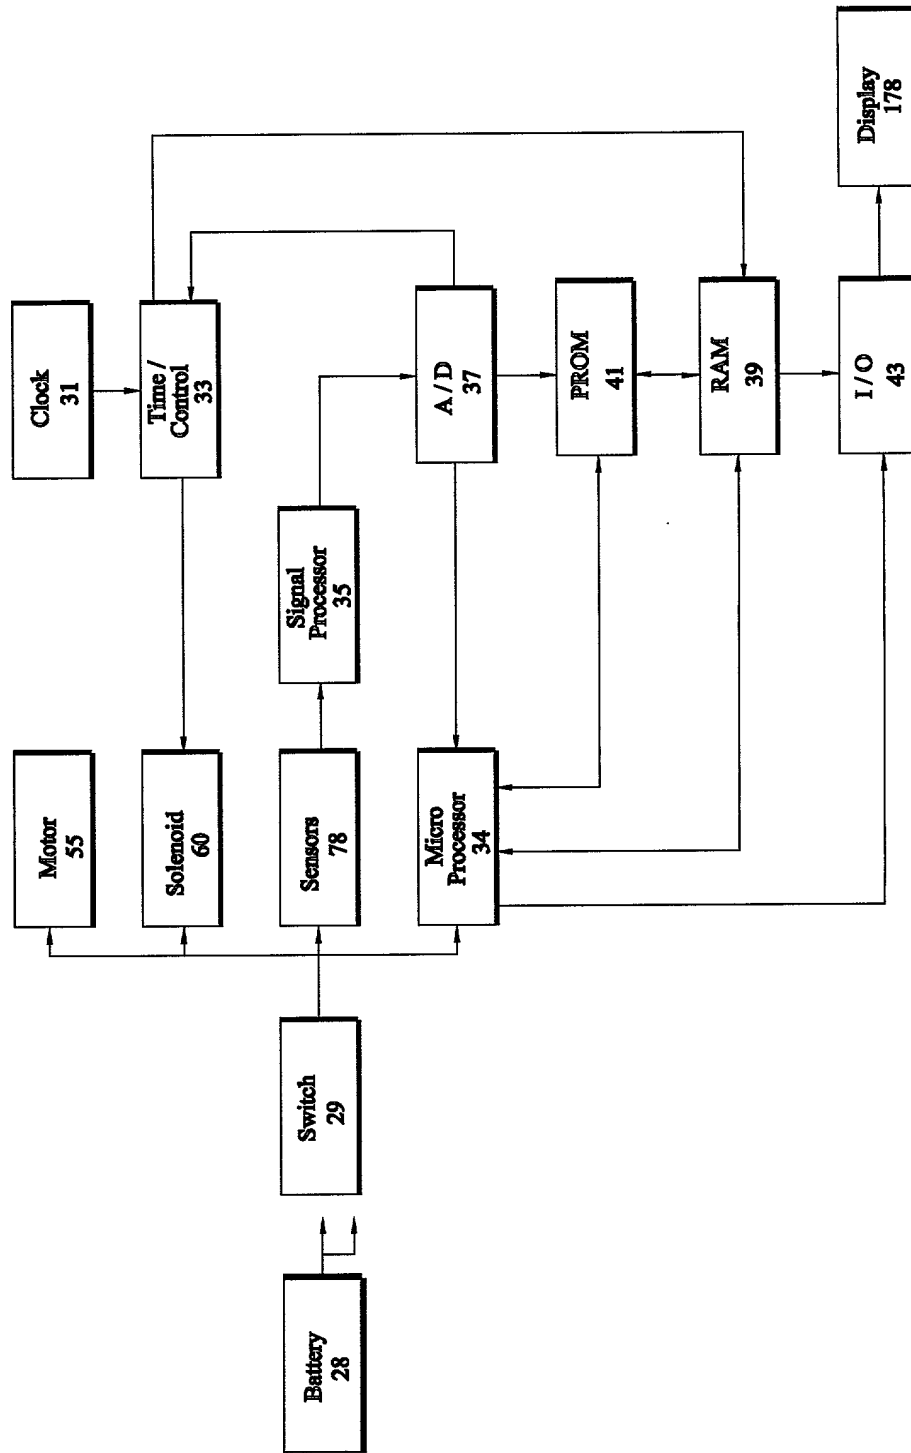 Battery
28
Switch
29
Motor
55
Solenoid
60
Sensors
78
Micro
Processor
34
Signal
Processor
35
Clock
31
Time /
Control
33
A / D
37
PROM
41
RAM
39
I / O
43
Display
178